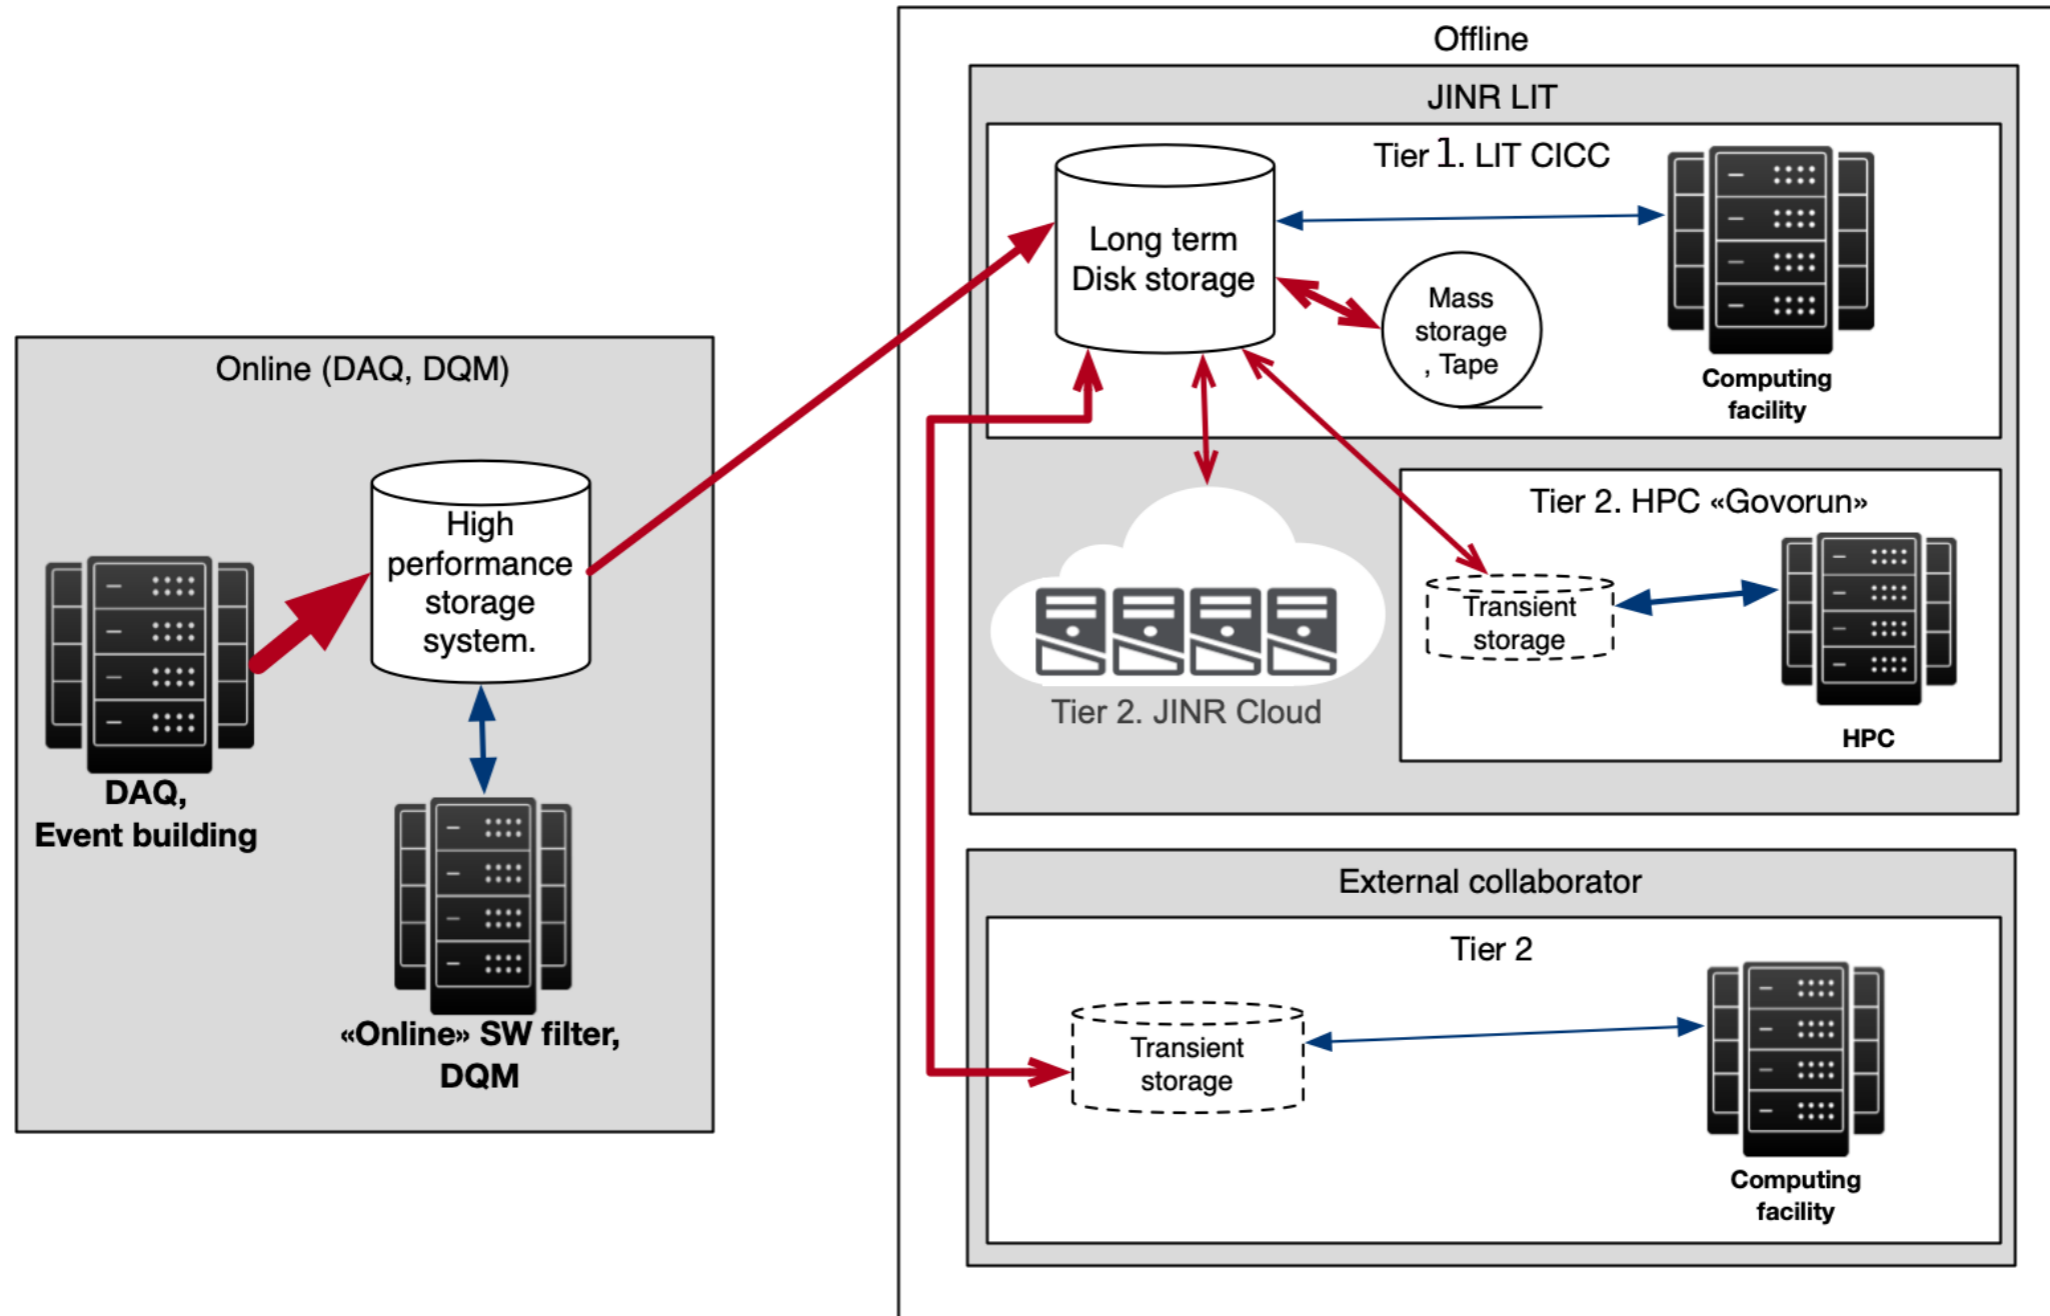 Offline
JINR LIT
Tier 1. LIT CICC
Long term
Disk storage
Mass
storage
, Tape
Computing
facility
Online (DAQ, DQM)
High
performance
storage
system.
DAQ,
Event building
«Online» SW filter,
DQM
Tier 2. JINR Cloud
Tier 2. HPC «Govorun»
Transient
storage
HPC
External collaborator
Tier 2
Transient
storage
Computing
facility